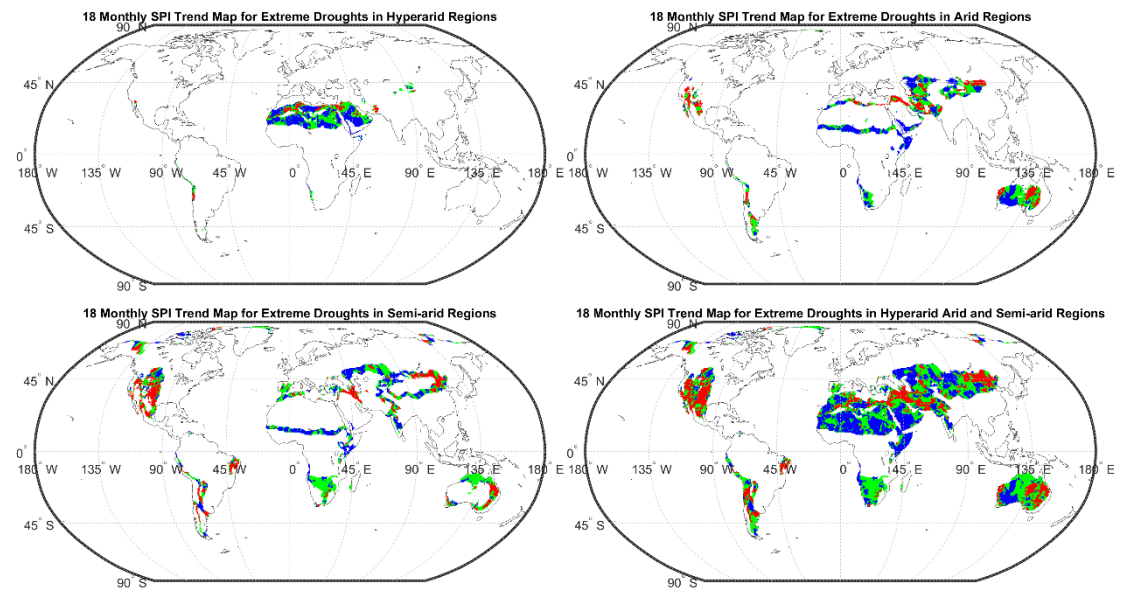 18 Monthly SPI Trend Map for Extreme Droughts in Hyperarid Regions
90° N
45° N
0°
180° W 135° W 90° W 45° W 0° 45° E 90° E 135° E 180° E
45° S
90° S
18 Monthly SPI Trend Map for Extreme Droughts in Arid Regions
90° N
45° N
0°
180° W 135° W 90° W 45° W 0° 45° E 90° E 135° E 180° E
45° S
90° S
18 Monthly SPI Trend Map for Extreme Droughts in Semi-arid Regions
90° N
45° N
0°
180° W 135° W 90° W 45° W 0° 45° E 90° E 135° E 180° E
45° S
90° S
18 Monthly SPI Trend Map for Extreme Droughts in Hyperarid Arid and Semi-arid Regions
90° N
45° N
0°
180° W 135° W 90° W 45° W 0° 45° E 90° E 135° E 180° E
45° S
90° S